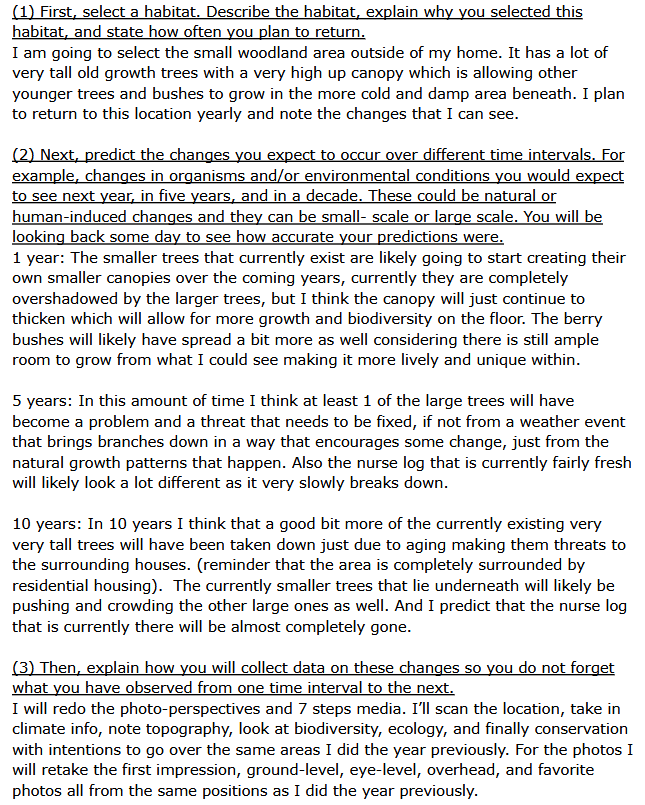 (1) First, select a habitat. Describe the habitat, explain why you selected this
habitat, and state how often you plan to return.
I am going to select the small woodland area outside of my home. It has a lot of
very tall old growth trees with a very high up canopy which is allowing other
younger trees and bushes to grow in the more cold and damp area beneath. I plan
to return to this location yearly and note the changes that I can see.
(2) Next, predict the changes you expect to occur over different time intervals. For
example, changes in organisms and/or environmental conditions you would expect
to see next year, in five years, and in a decade. These could be natural or
human-induced changes and they can be small- scale or large scale. You will be
looking back some day to see how accurate your predictions were.
1 year: The smaller trees that currently exist are likely going to start creating their
own smaller canopies over the coming years, currently they are completely
overshadowed by the larger trees, but I think the canopy will just continue to
thicken which will allow for more growth and biodiversity on the floor. The berry
bushes will likely have spread a bit more as well considering there is still ample
room to grow from what I could see making it more lively and unique within.
5 years: In this amount of time I think at least 1 of the large trees will have
become a problem and a threat that needs to be fixed, if not from a weather event
that brings branches down in a way that encourages some change, just from the
natural growth patterns that happen. Also the nurse log that is currently fairly fresh
will likely look a lot different as it very slowly breaks down.
10 years: In 10 years I think that a good bit more of the currently existing very
very tall trees will have been taken down just due to aging making them threats to
the surrounding houses. (reminder that the area is completely surrounded by
residential housing).  The currently smaller trees that lie underneath will likely be
pushing and crowding the other large ones as well. And I predict that the nurse log
that is currently there will be almost completely gone.
(3) Then, explain how you will collect data on these changes so you do not forget
what you have observed from one time interval to the next.
I will redo the photo-perspectives and 7 steps media. I'll scan the location, take in
climate info, note topography, look at biodiversity, ecology, and finally conservation
with intentions to go over the same areas I did the year previously. For the photos I
will retake the first impression, ground-level, eye-level, overhead, and favorite
photos all from the same positions as I did the year previously.